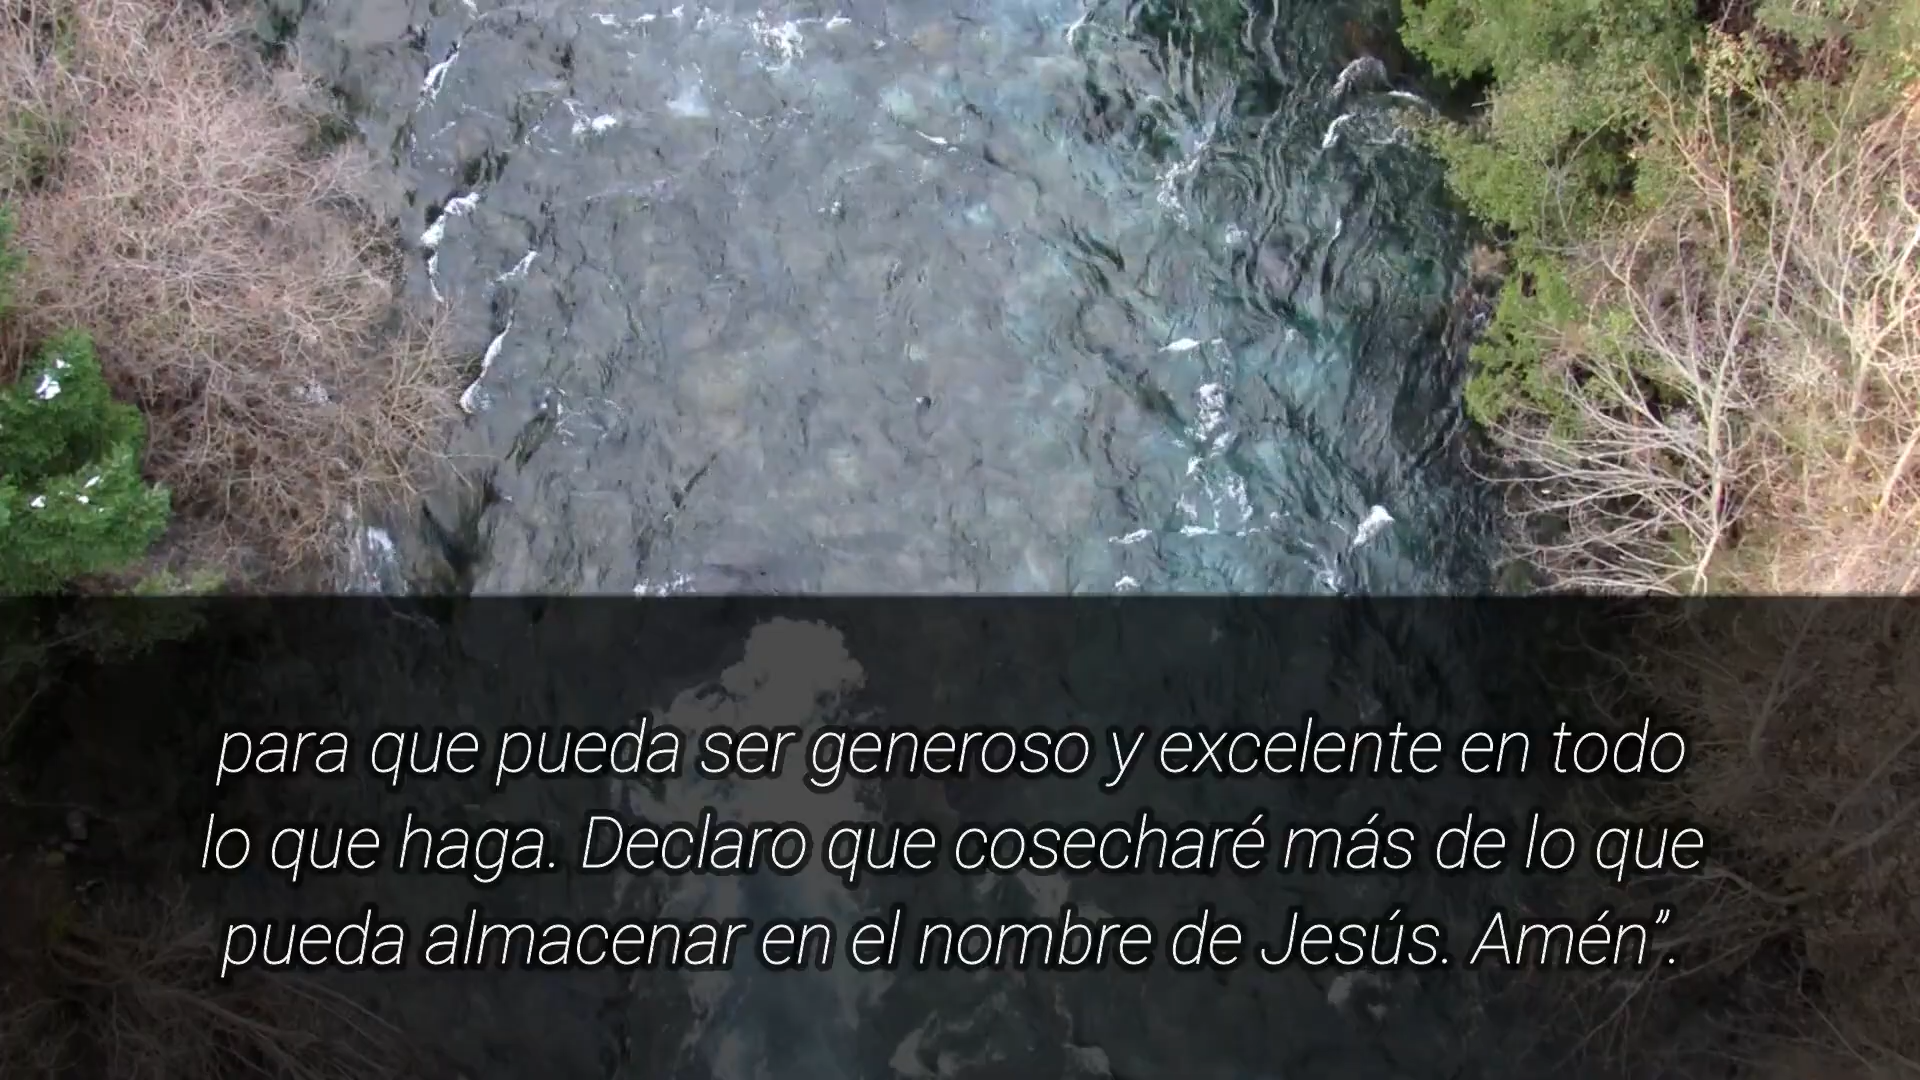 para que pueda ser generoso y excelente en todo
lo que haga. Declaro que cosecharé más de lo que
pueda almacenar en el nombre de Jesús. Amén”.